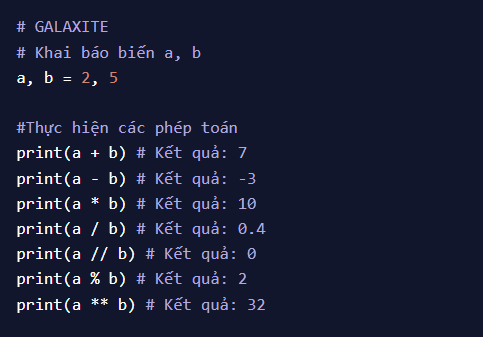 # GALAXITE
# Khai báo biến a, b
a, b = 2, 5
#Thực hiện các phép toán
print(a + b) # Kết quả: 7
print(a - b) # Kết quả: -3
print(a * b) # Kết quả: 10
print(a / b) # Kết quả: 0.4
print(a // b) # Kết quả: 0
print(a % b) # Kết quả: 2
print(a ** b) # Kết quả: 32